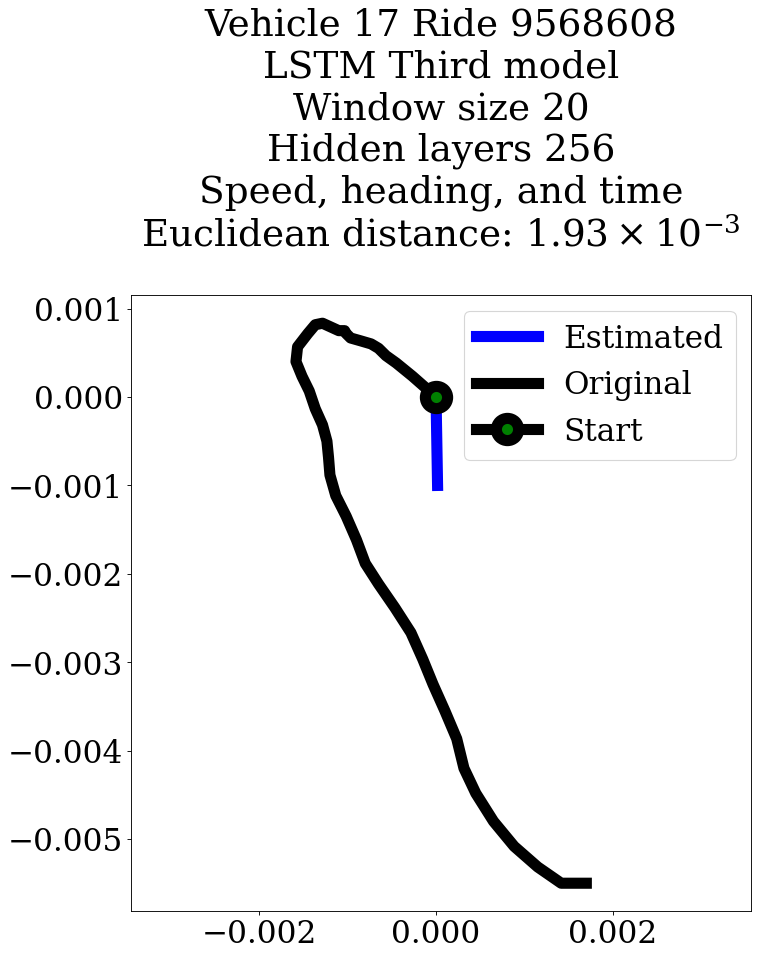 Vehicle 17 Ride 9568608
LSTM Third model
Window size 20
Hidden layers 256
Speed, heading, and time
Euclidean distance: 1.93 × 10⁻³
Estimated
Original
Start
0.001
0.000
−0.001
−0.002
−0.003
−0.004
−0.005
−0.002 0.000 0.002